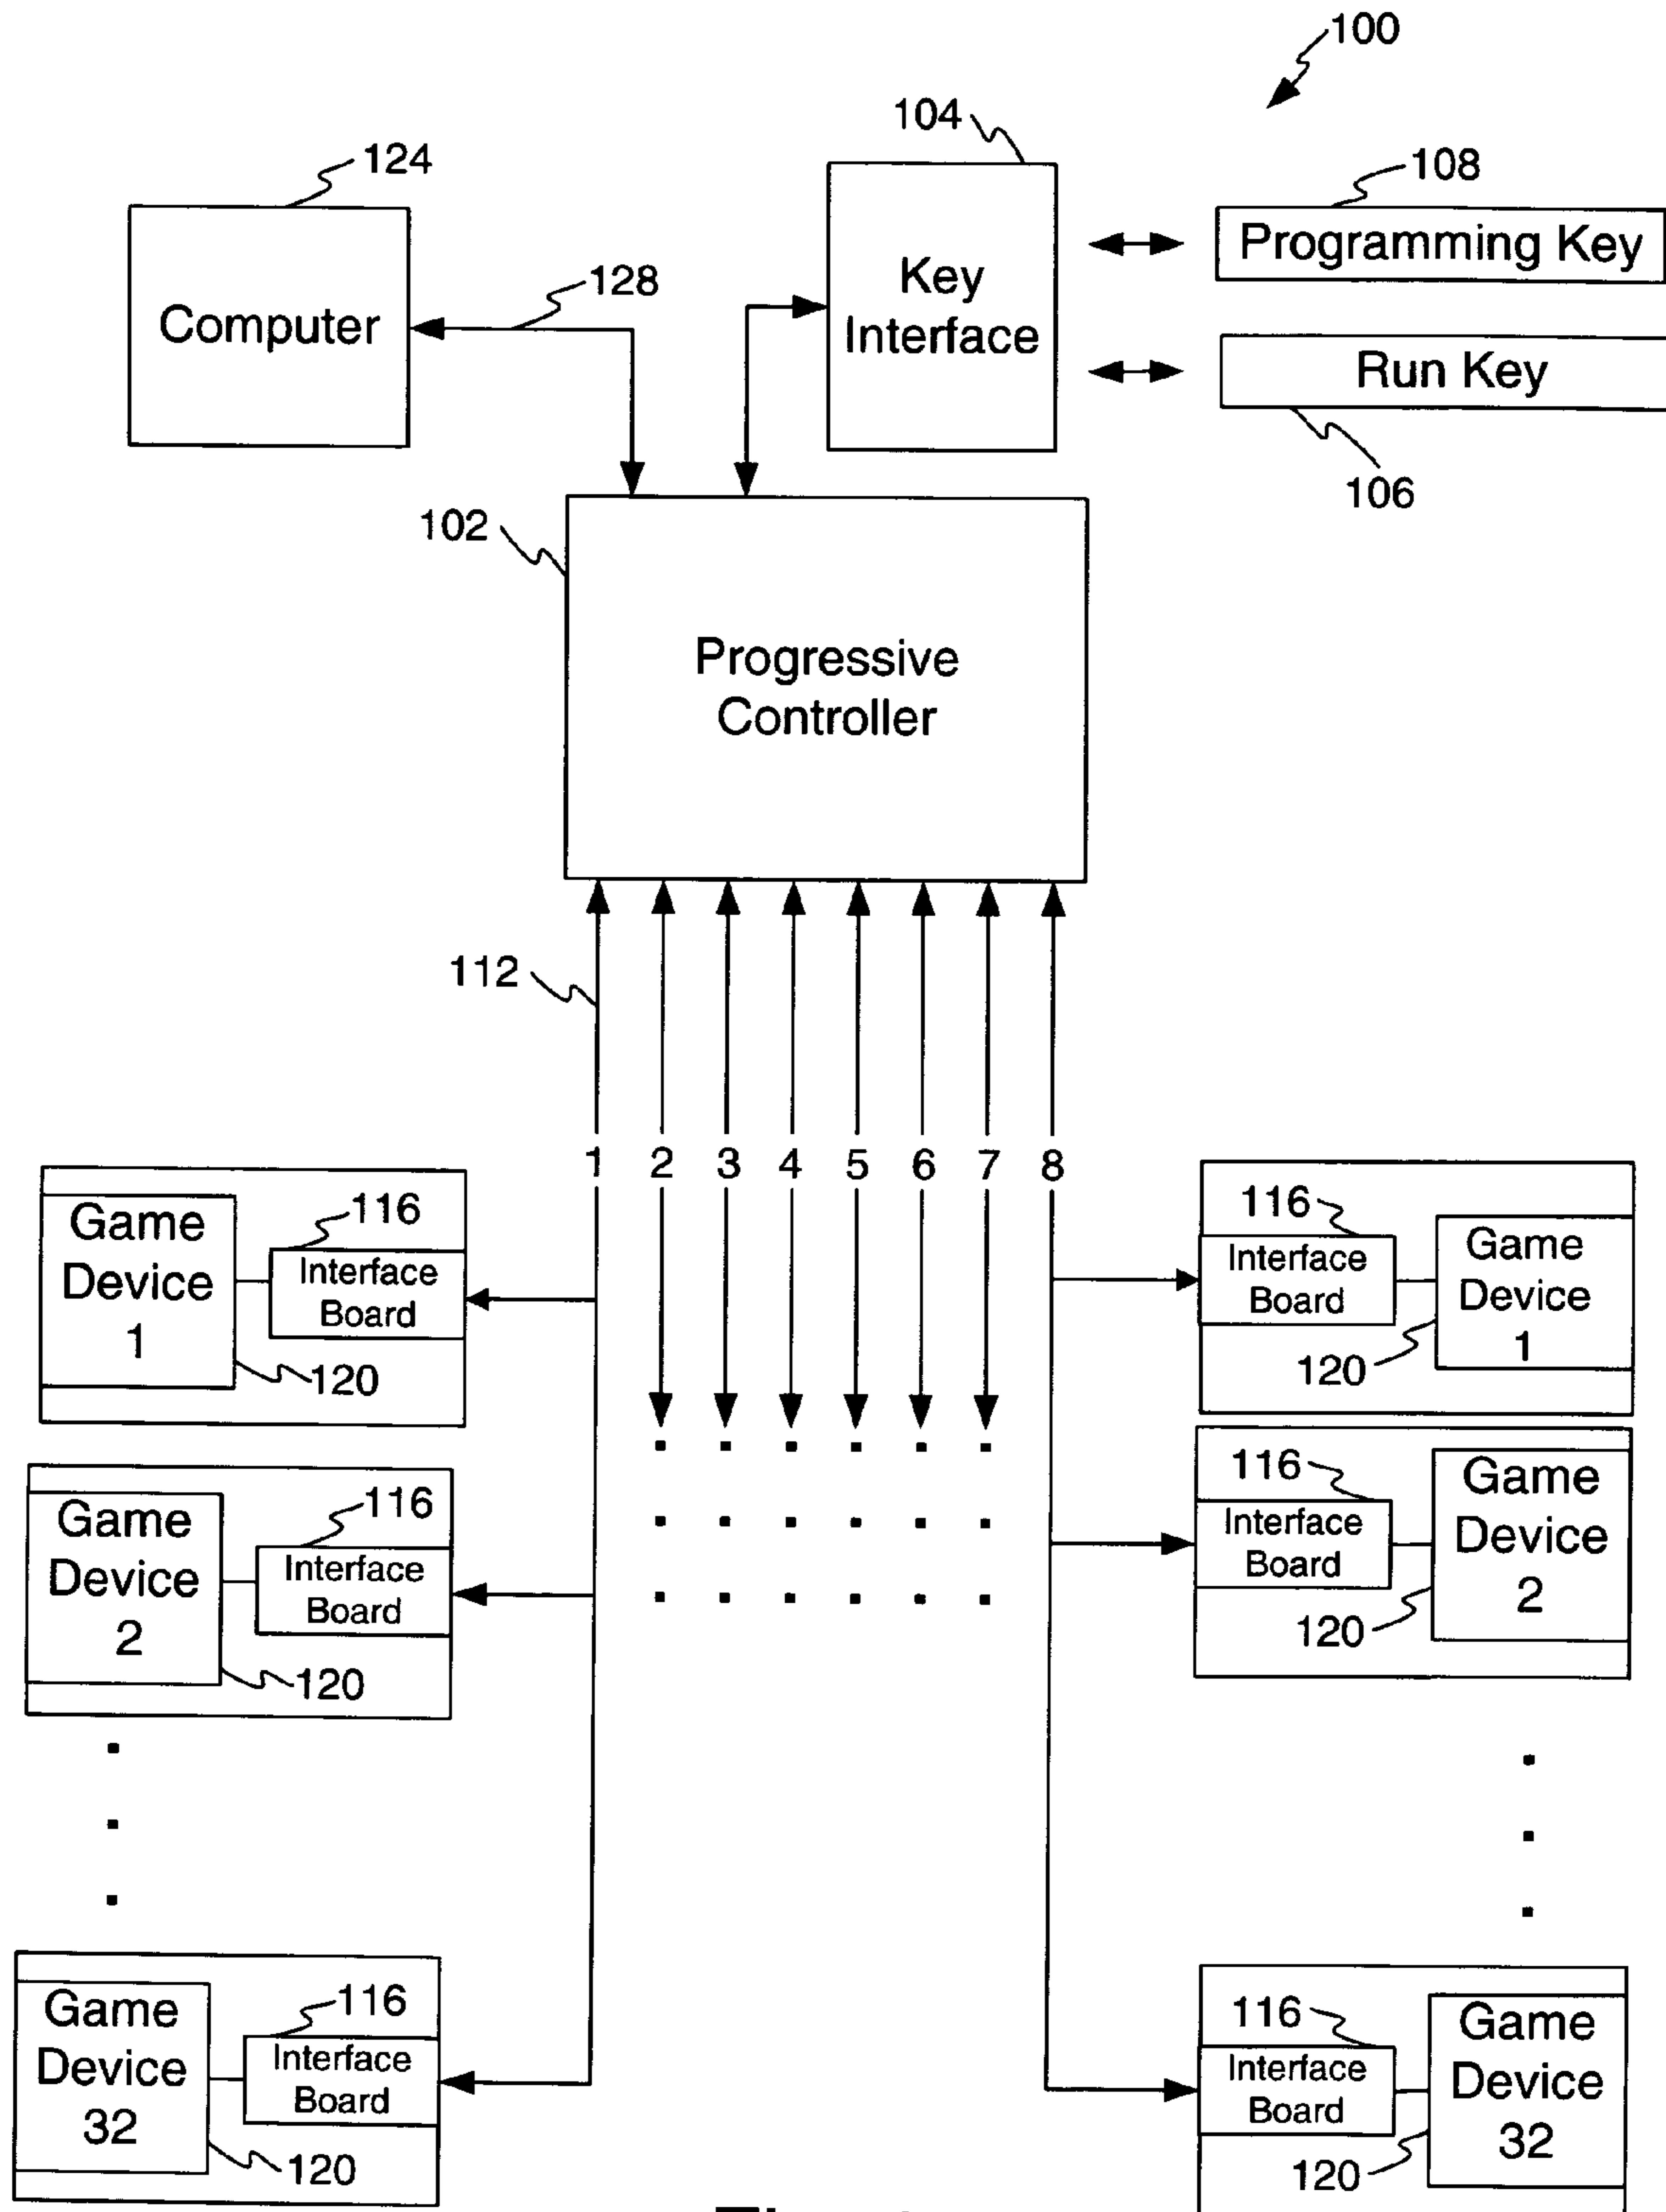 100
104
124
108
Programming Key
128
Key
Interface
Computer
Run Key
106
102
Progressive
Controller
112
1 2 3 4 5 6 7 8
Game
Device
1
116
Interface
Board
120
116
Interface
Board
Game
Device
1
120
Game
Device
2
116
Interface
Board
120
116
Interface
Board
Game
Device
2
120
Game
Device
32
116
Interface
Board
120
116
Interface
Board
Game
Device
32
120